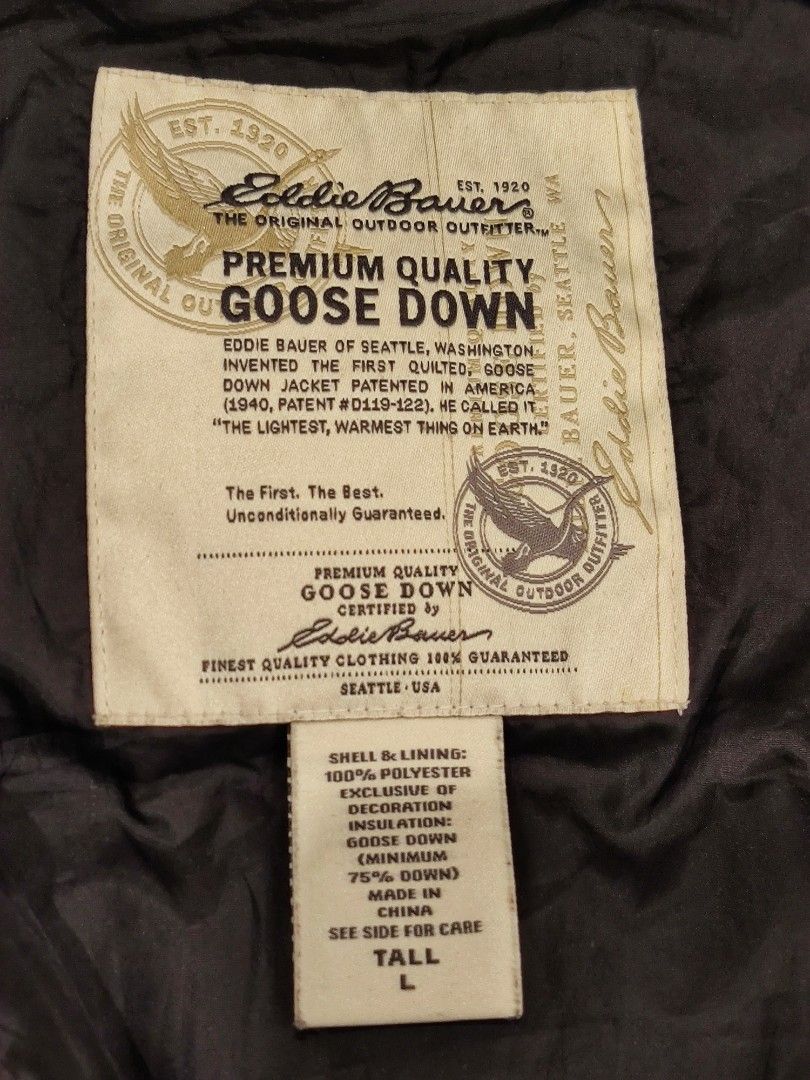 EST. 1920
THE ORIGINAL OU
Eddie Bauer® EST. 1920
THE ORIGINAL OUTDOOR OUTFITTER™
PREMIUM QUALITY
GOOSE DOWN
EDDIE BAUER OF SEATTLE, WASHINGTON
INVENTED THE FIRST QUILTED, GOOSE
DOWN JACKET PATENTED IN AMERICA
(1940, PATENT #D119-122). HE CALLED IT
“THE LIGHTEST, WARMEST THING ON EARTH.”
BAUER, SEATTLE WA
Eddie Bauer
The First. The Best.
Unconditionally Guaranteed.
EST. 1920
THE ORIGINAL OUTDOOR OUTFITTER
PREMIUM QUALITY
GOOSE DOWN
CERTIFIED by
Eddie Bauer
FINEST QUALITY CLOTHING 100% GUARANTEED
SEATTLE · USA
SHELL & LINING:
100% POLYESTER
EXCLUSIVE OF
DECORATION
INSULATION:
GOOSE DOWN
(MINIMUM
75% DOWN)
MADE IN
CHINA
SEE SIDE FOR CARE
TALL
L